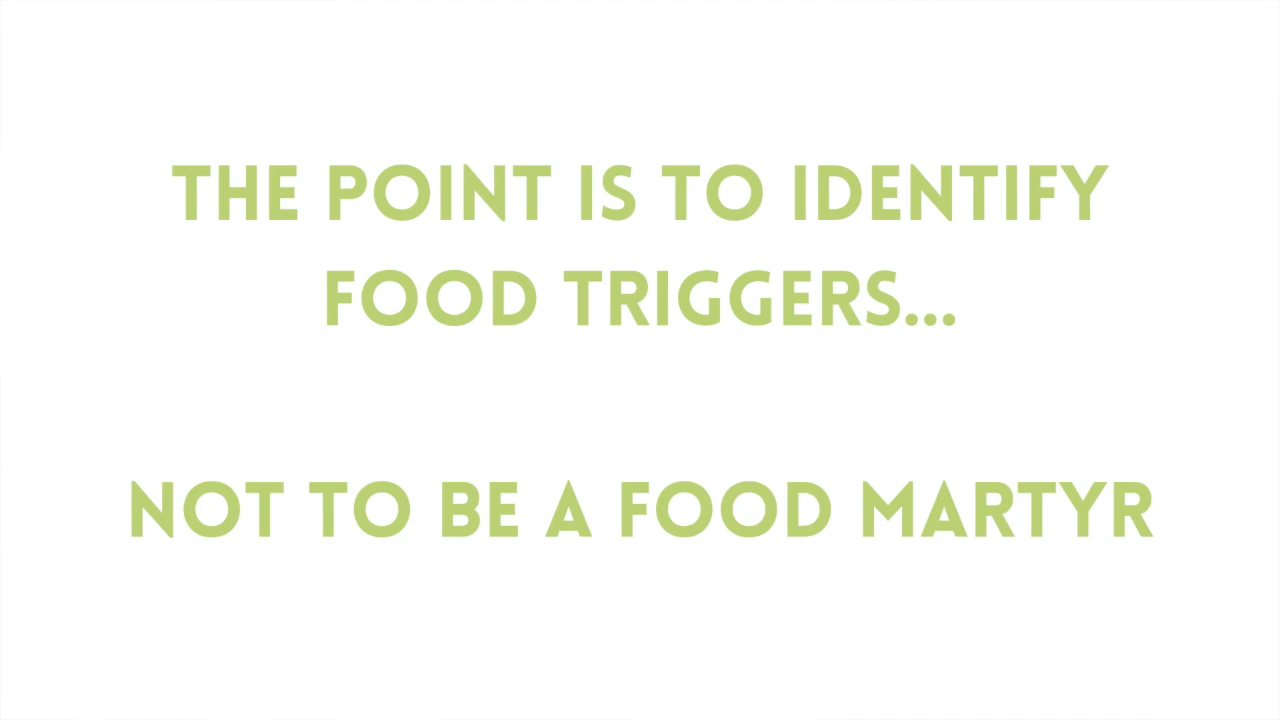 THE POINT IS TO IDENTIFY
FOOD TRIGGERS...
NOT TO BE A FOOD MARTYR